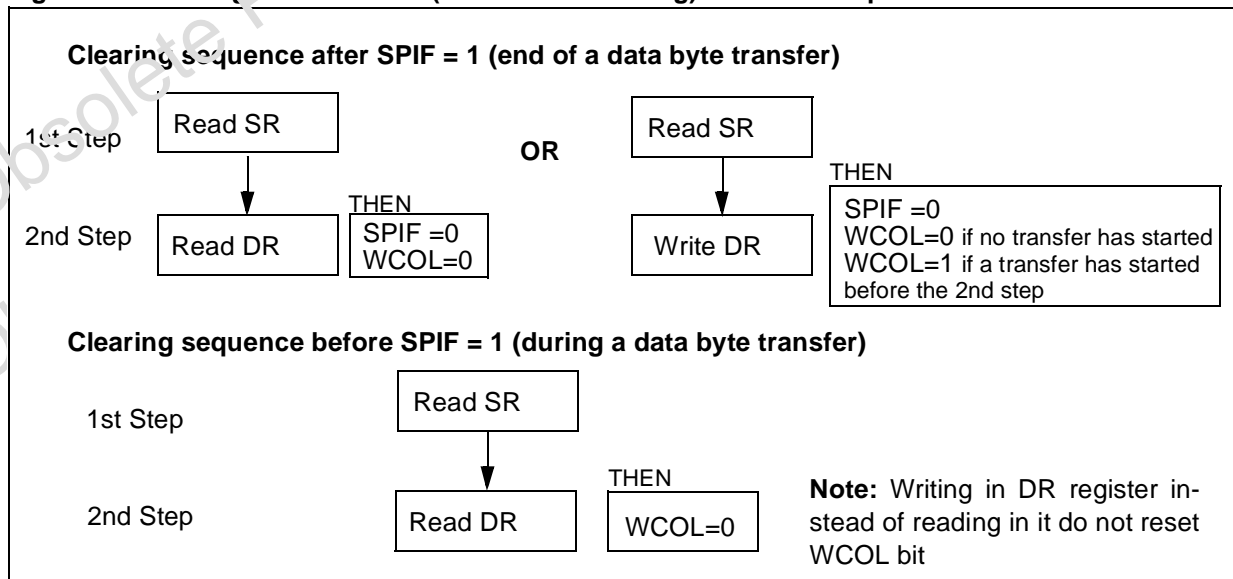 Clearing sequence after SPIF = 1 (end of a data byte transfer)
1st Step
Read SR
OR
Read SR
THEN
2nd Step
Read DR
THEN
SPIF =0
WCOL=0
Write DR
SPIF =0
WCOL=0 if no transfer has started
WCOL=1 if a transfer has started
before the 2nd step
Clearing sequence before SPIF = 1 (during a data byte transfer)
1st Step
Read SR
2nd Step
Read DR
THEN
WCOL=0
Note: Writing in DR register in-
stead of reading in it do not reset
WCOL bit
obsolete